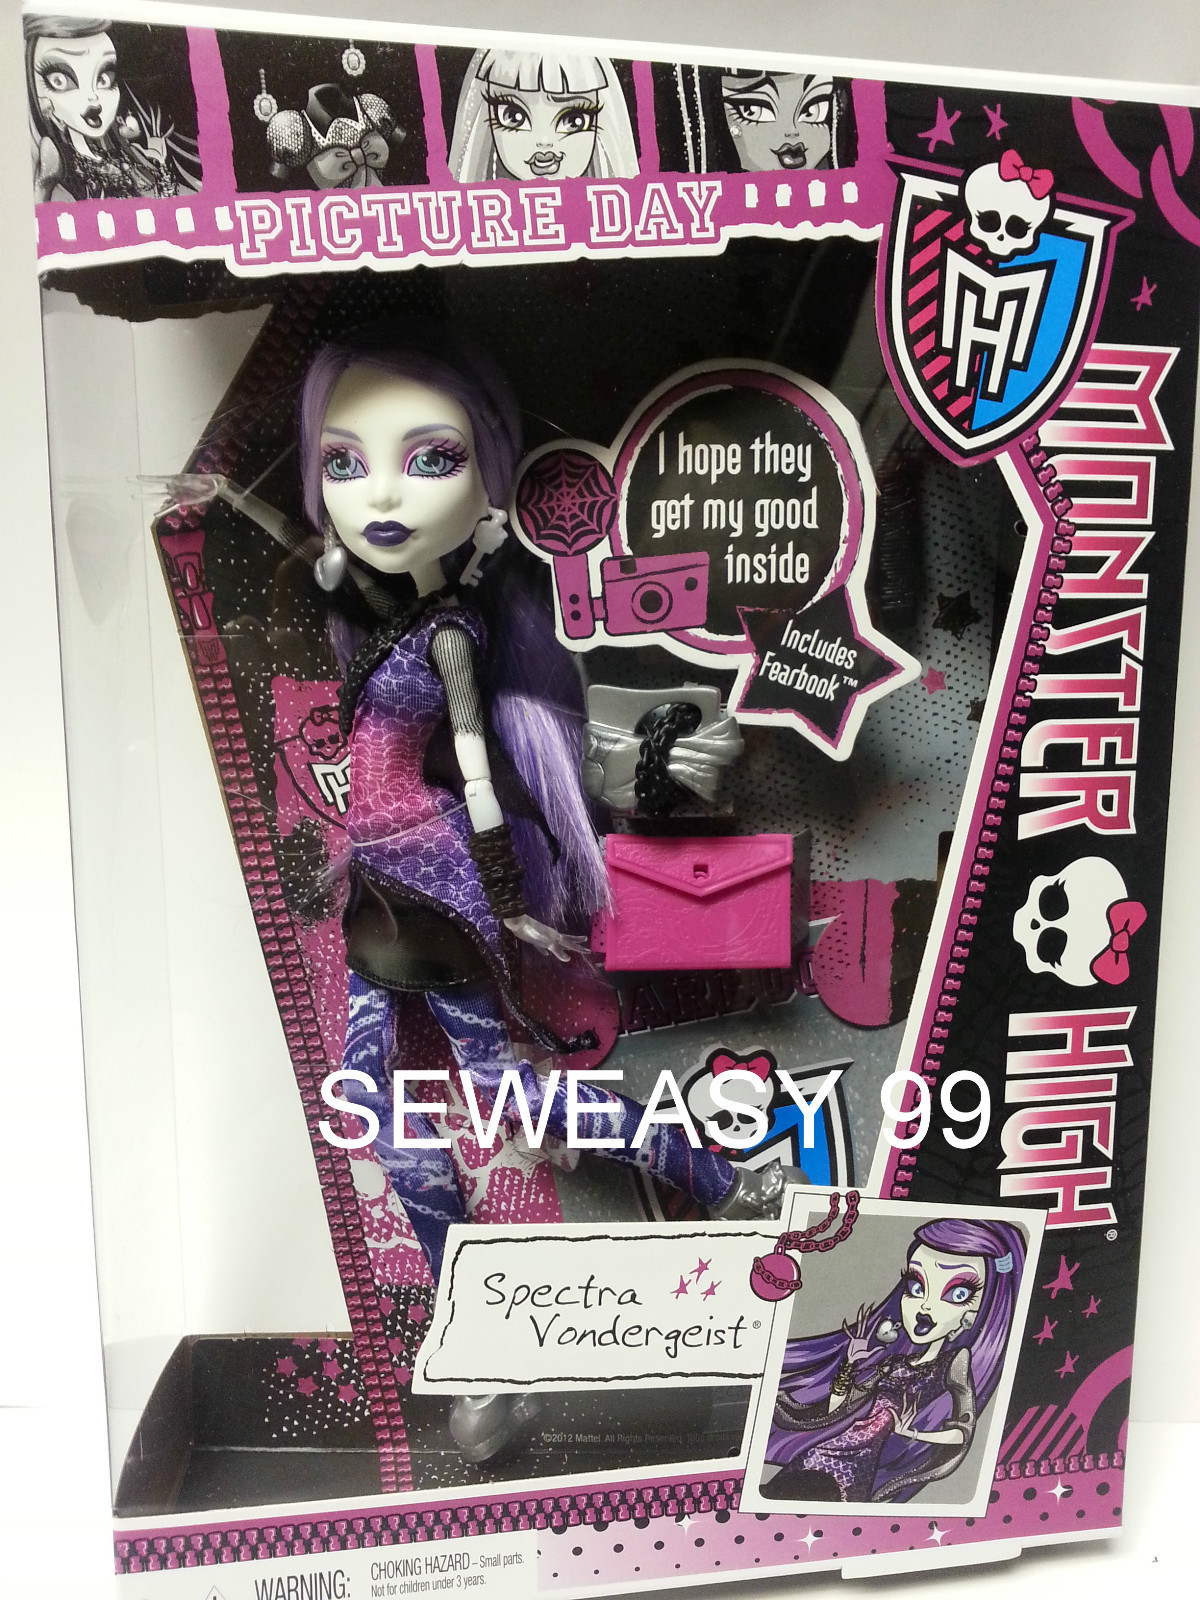 PICTURE DAY
MH
MONSTER HIGH®
I hope they
get my good
inside
Includes
Fearbook™
SEWEASY 99
Spectra
Vondergeist®
©2012 Mattel. All Rights Reserved.
WARNING:
CHOKING HAZARD – Small parts.
Not for children under 3 years.